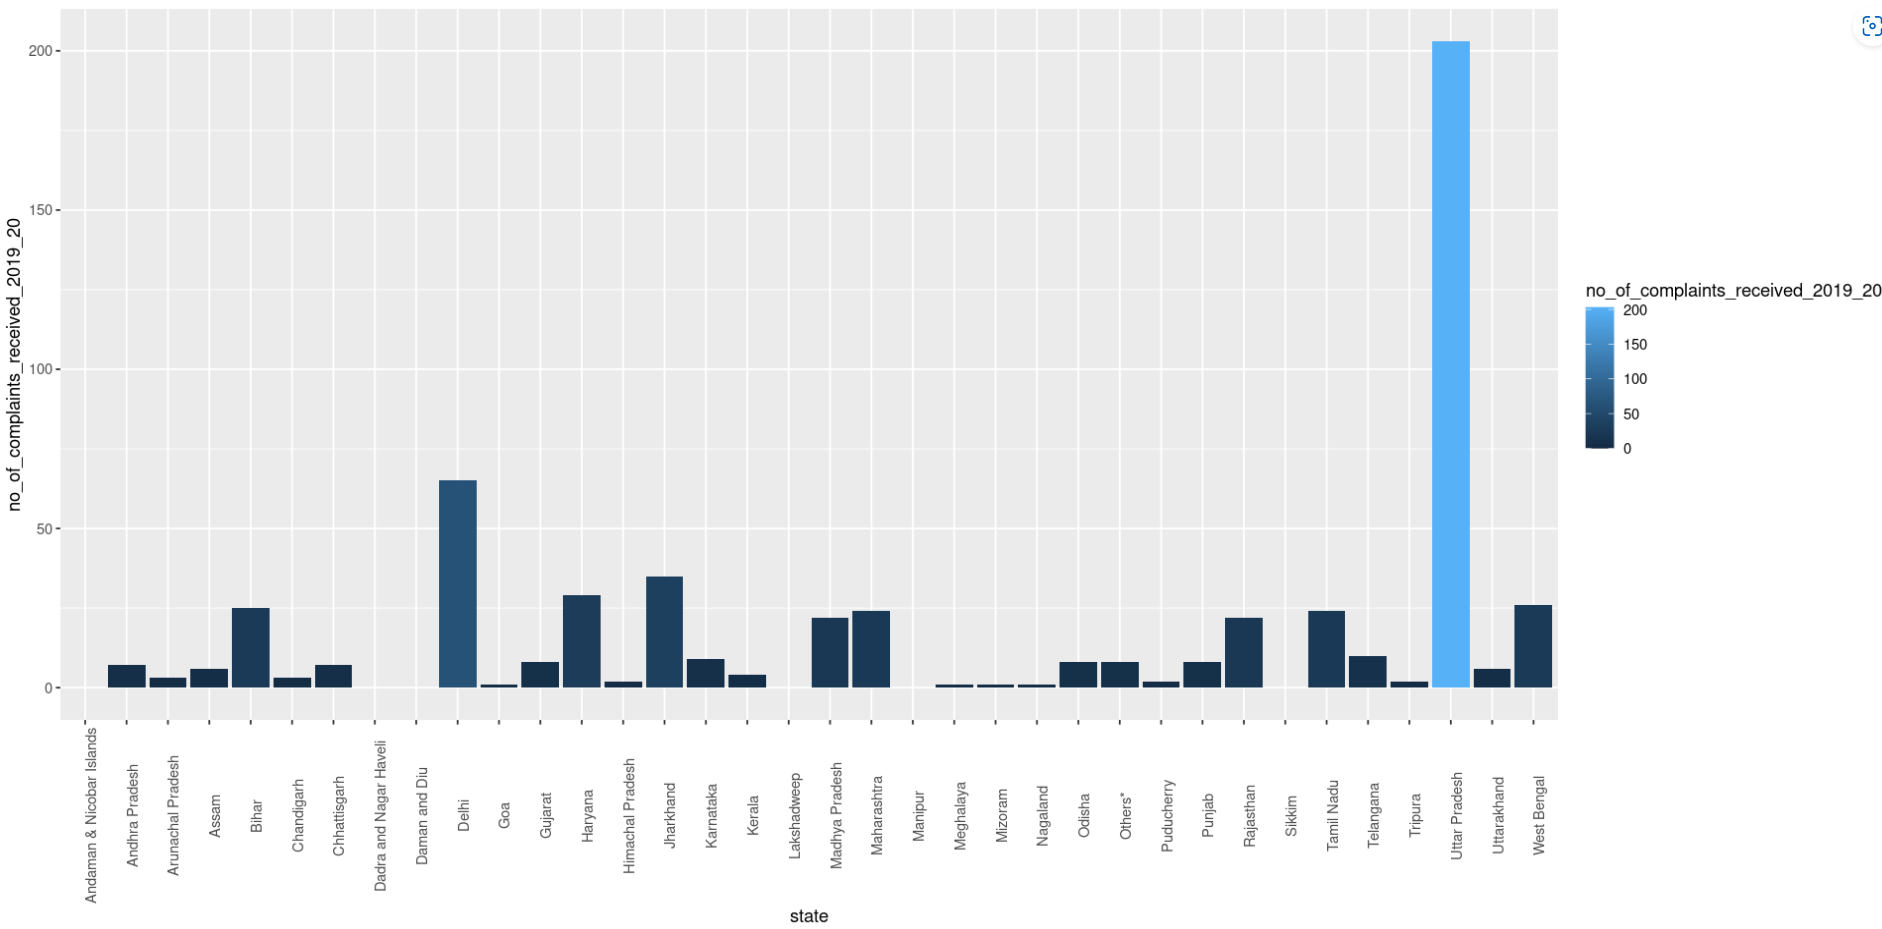 no_of_complaints_received_2019_20
200
150
100
50
0
Andaman & Nicobar Islands
Andhra Pradesh
Arunachal Pradesh
Assam
Bihar
Chandigarh
Chhattisgarh
Dadra and Nagar Haveli
Daman and Diu
Delhi
Goa
Gujarat
Haryana
Himachal Pradesh
Jharkhand
Karnataka
Kerala
Lakshadweep
Madhya Pradesh
Maharashtra
Manipur
Meghalaya
Mizoram
Nagaland
Odisha
Others*
Puducherry
Punjab
Rajasthan
Sikkim
Tamil Nadu
Telangana
Tripura
Uttar Pradesh
Uttarakhand
West Bengal
state
no_of_complaints_received_2019_20
200
150
100
50
0